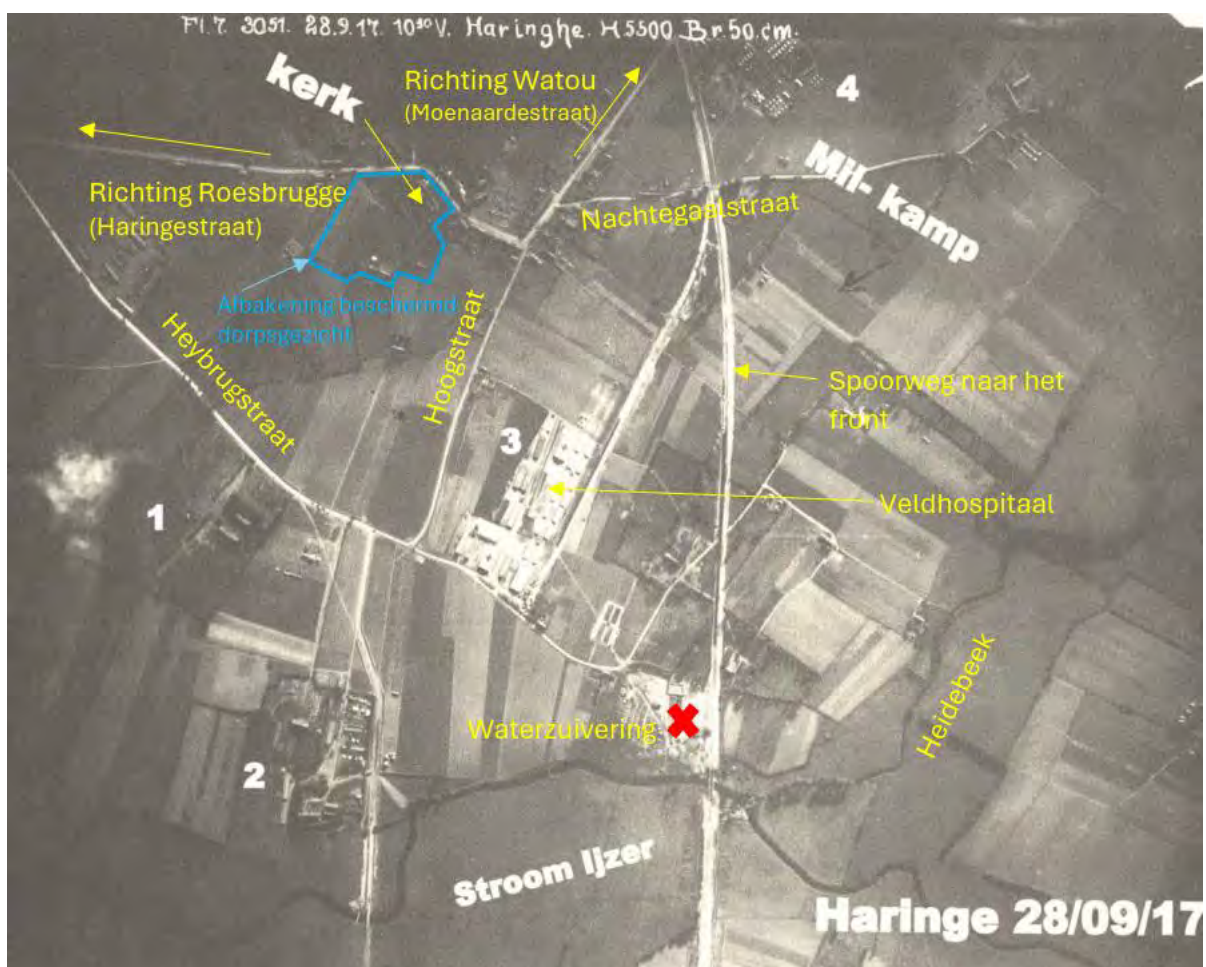 Fl.7. 3051. 28.9.17. 10³⁰V. Haringhe. H5500 Br.50.cm.
kerk
Richting Watou
(Moenaardestraat)
4
MH- kamp
Richting Roesbrugge
(Haringestraat)
Nachtegaalstraat
Afbakening beschermd
dorpsgezicht
Heybrugstraat
Hoogstraat
Spoorweg naar het
front
3
Veldhospitaal
1
Heidebeek
Waterzuivering
2
Stroom Ijzer
Haringe 28/09/17